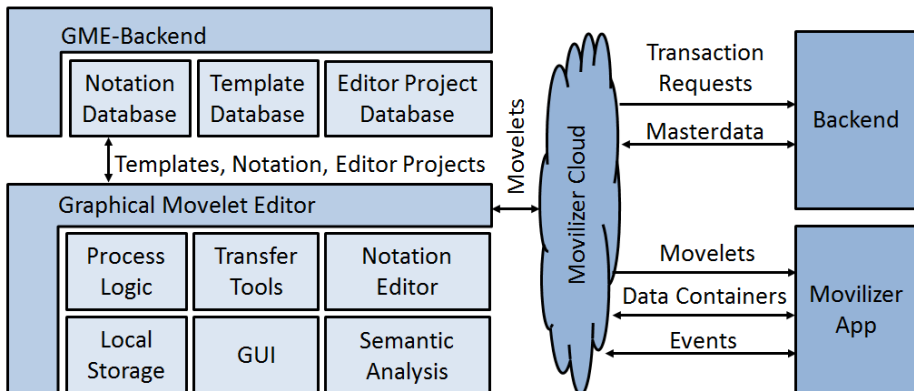 GME-Backend
Notation
Database
Template
Database
Editor Project
Database
Templates, Notation, Editor Projects
Graphical Movelet Editor
Process
Logic
Transfer
Tools
Notation
Editor
Local
Storage
GUI
Semantic
Analysis
Movelets
Movilizer Cloud
Transaction
Requests
Masterdata
Backend
Movelets
Data Containers
Events
Movilizer
App